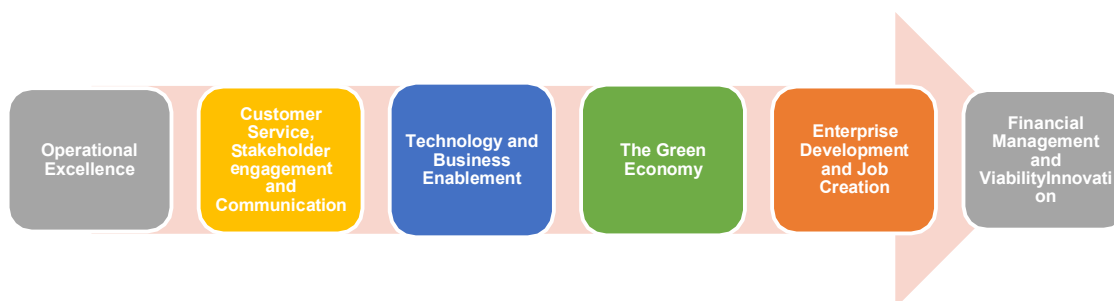 Operational
Excellence
Customer
Service,
Stakeholder
engagement
and
Communication
Technology and
Business
Enablement
The Green
Economy
Enterprise
Development
and Job
Creation
Financial
Management
and
ViabilityInnovati
on